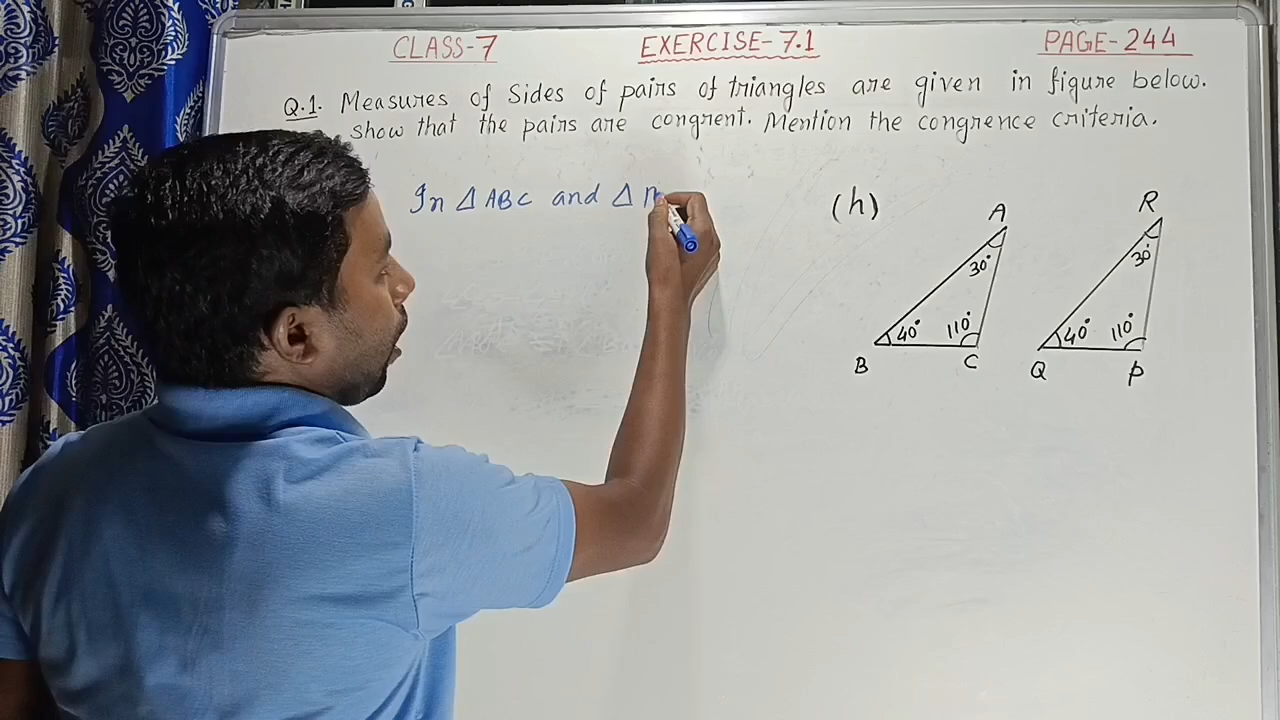 CLASS-7 EXERCISE-7.1 PAGE-244
Q.1. Measures of Sides of pairs of triangles are given in figure below.
show that the pairs are congrent. Mention the congrence criteria.
In Δ ABC and Δ
(h)
A
R
30°
30°
40° 110°
40° 110°
B C
Q P